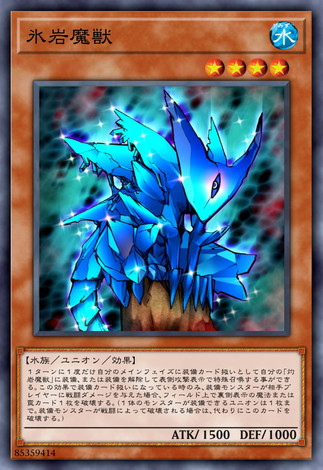 氷岩魔獣
水
【水族／ユニオン／効果】
１ターンに１度だけ自分のメインフェイズに装備カード扱いとして自分の「灼
岩魔獣」に装備、または装備を解除して表側攻撃表示で特殊召喚する事ができ
る。この効果で装備カード扱いになっている時のみ、装備モンスターが相手プ
レイヤーに戦闘ダメージを与えた場合、フィールド上で裏側表示の魔法または
罠カード１枚を破壊する。（１体のモンスターが装備できるユニオンは１枚ま
で。装備モンスターが戦闘によって破壊される場合は、代わりにこのカードを
破壊する。）
ATK/1500 DEF/1000
85359414